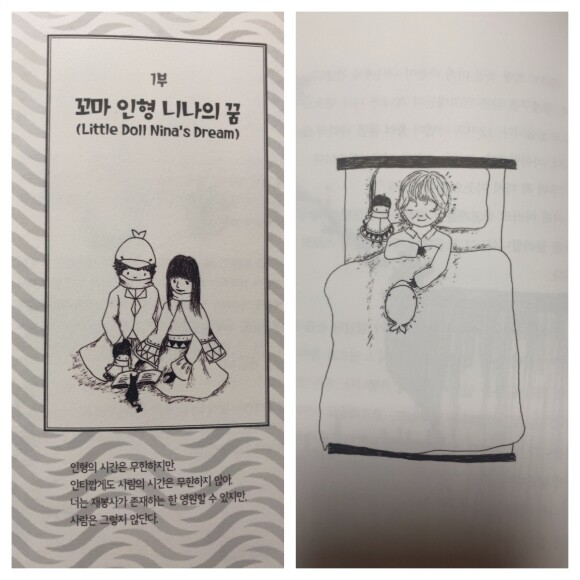 1부
꼬마 인형 니나의 꿈
(Little Doll Nina's Dream)
인형의 시간은 무한하지만.
안타깝게도 사람의 시간은 무한하지 않아.
너는 재봉사가 존재하는 한 영원할 수 있지만.
사람은 그렇지 않단다.